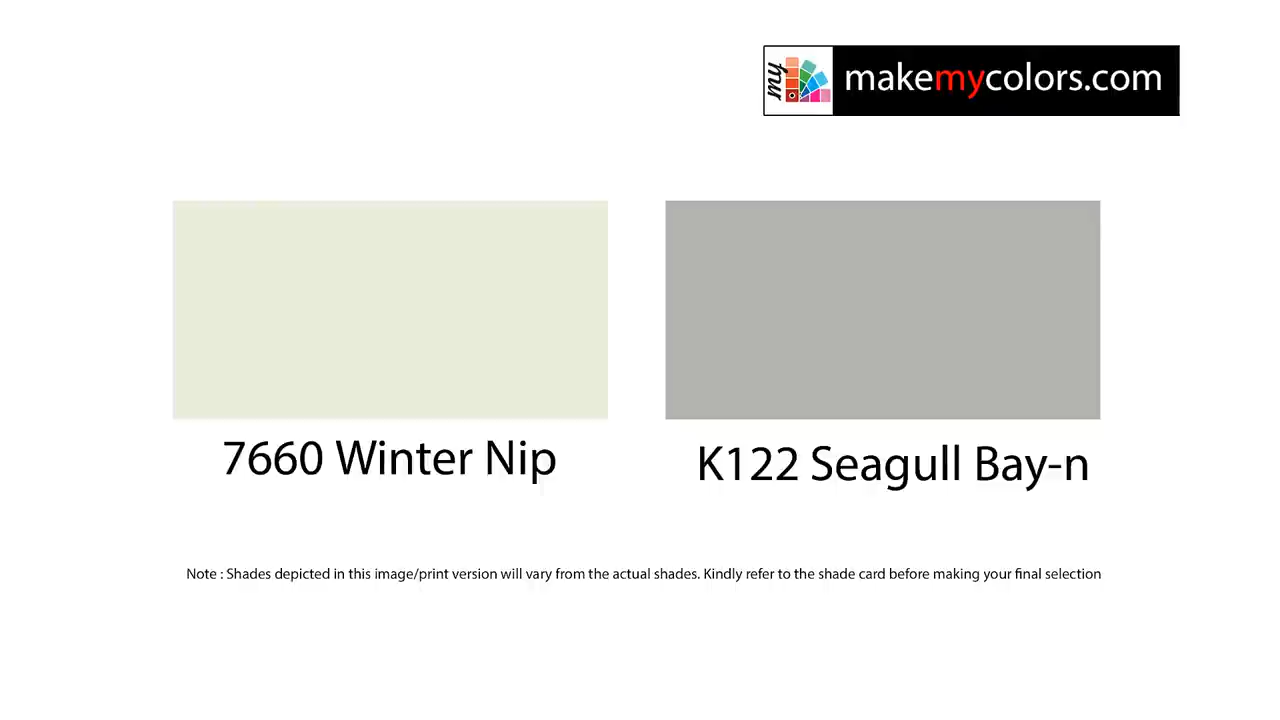 my
makemycolors.com
7660 Winter Nip
K122 Seagull Bay-n
Note : Shades depicted in this image/print version will vary from the actual shades. Kindly refer to the shade card before making your final selection